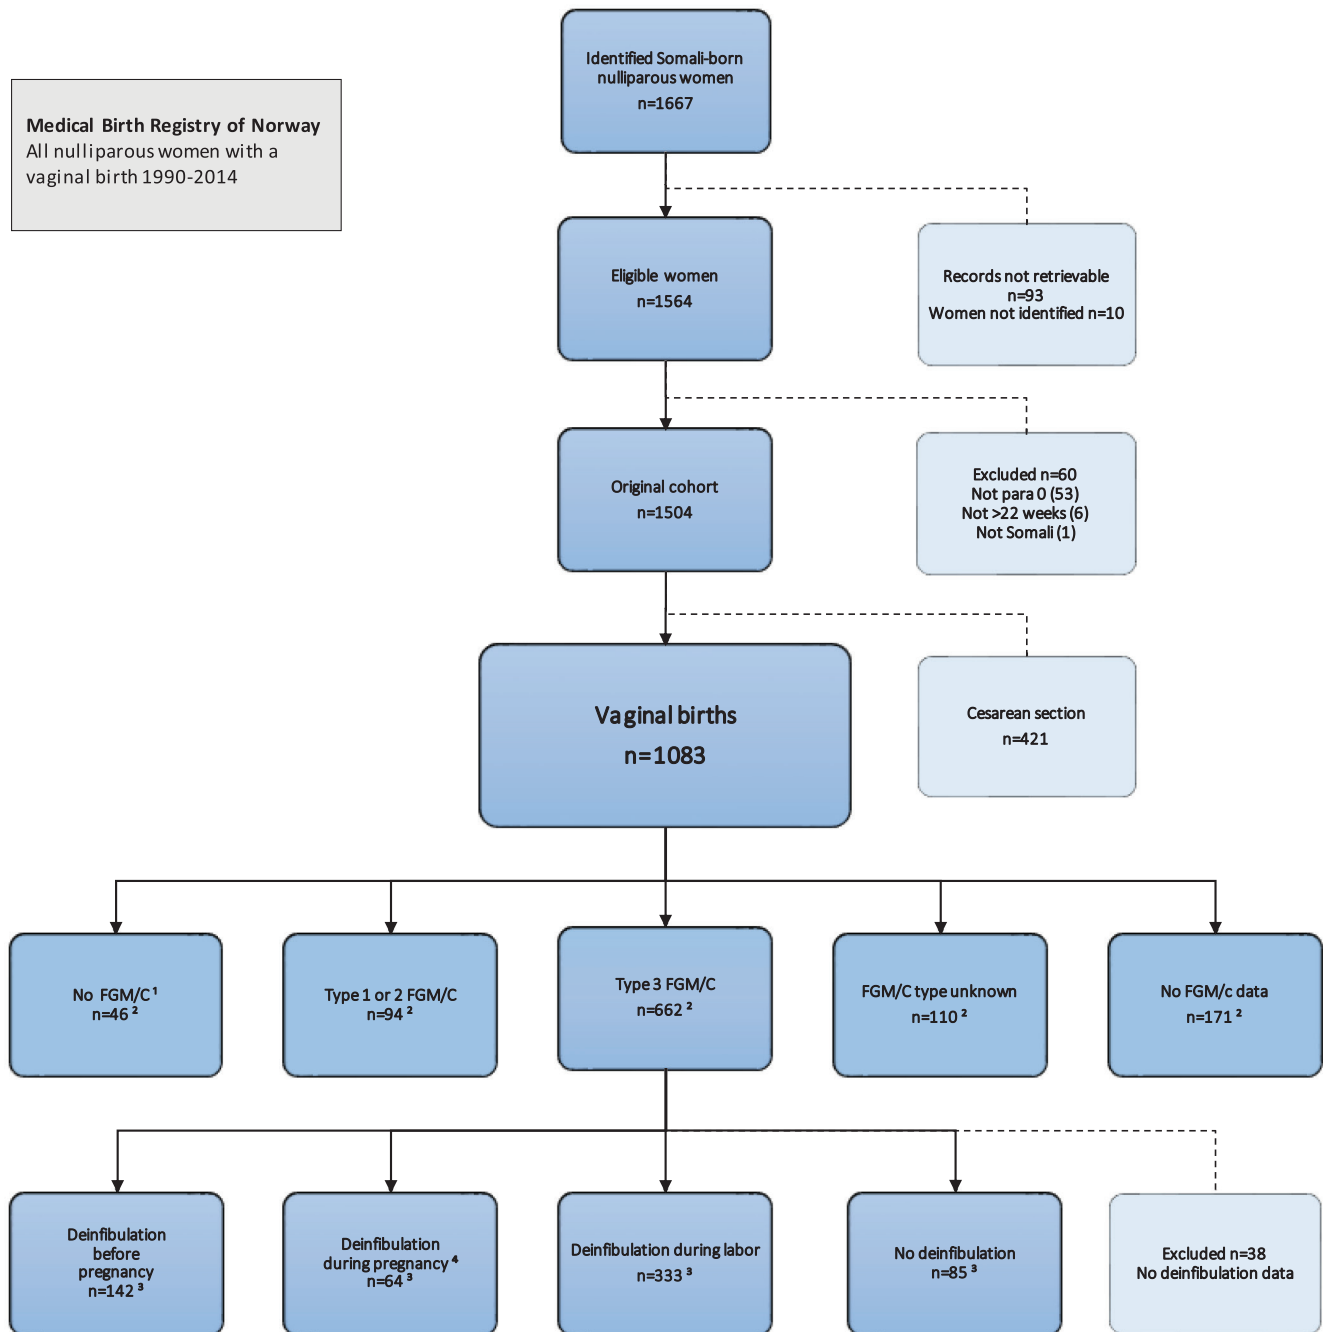 Identified Somali-born
nulliparous women
n=1667
Medical Birth Registry of Norway
All nulliparous women with a
vaginal birth 1990-2014
Eligible women
n=1564
Records not retrievable
n=93
Women not identified n=10
Original cohort
n=1504
Excluded n=60
Not para 0 (53)
Not >22 weeks (6)
Not Somali (1)
Vaginal births
n=1083
Cesarean section
n=421
No FGM/C ¹
n=46 ²
Type 1 or 2 FGM/C
n=94 ²
Type 3 FGM/C
n=662 ²
FGM/C type unknown
n=110 ²
No FGM/c data
n=171 ²
Deinfibulation
before
pregnancy
n=142 ³
Deinfibulation
during pregnancy ⁴
n=64 ³
Deinfibulation during labor
n=333 ³
No deinfibulation
n=85 ³
Excluded n=38
No deinfibulation data